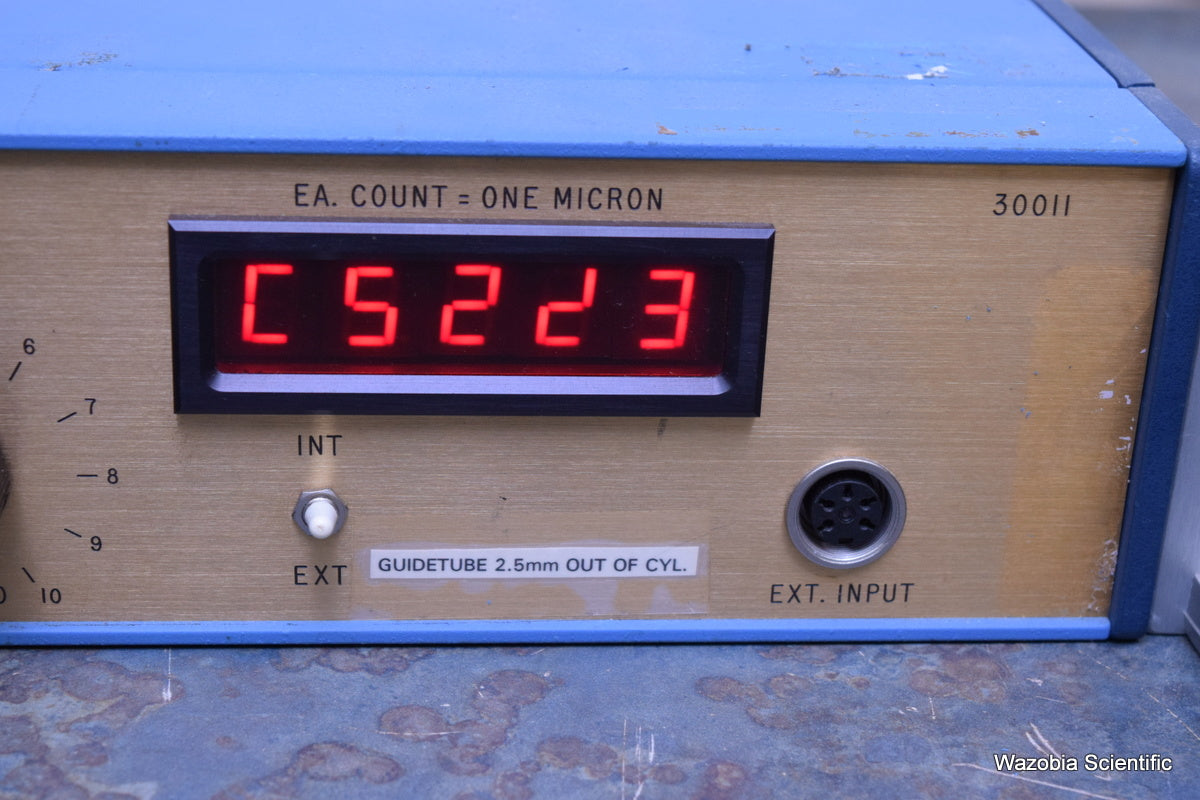 EA. COUNT = ONE MICRON
30011
C52d3
6
7
8
9
10
INT
EXT
GUIDETUBE 2.5mm OUT OF CYL.
EXT. INPUT
Wazobia Scientific